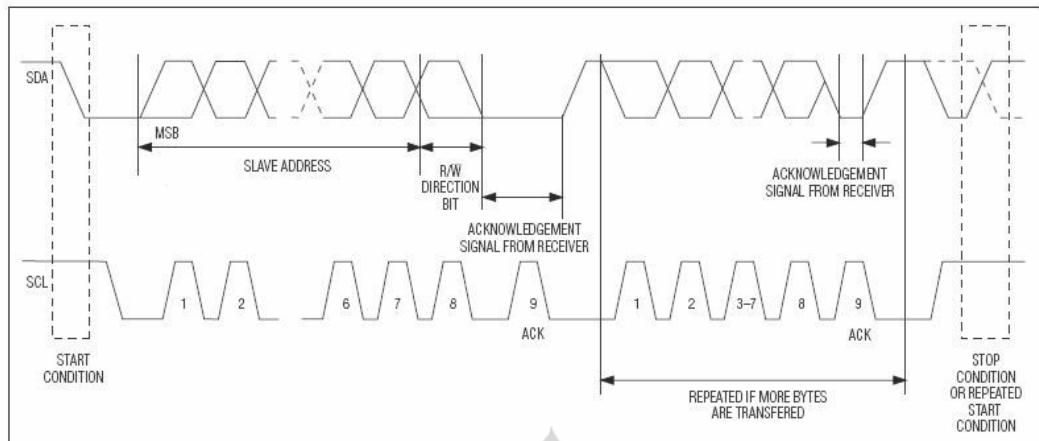 SDA
MSB
SLAVE ADDRESS
R/W
DIRECTION
BIT
ACKNOWLEDGEMENT
SIGNAL FROM RECEIVER
ACKNOWLEDGEMENT
SIGNAL FROM RECEIVER
SCL
1
2
6
7
8
9
ACK
1
2
3–7
8
9
ACK
START
CONDITION
REPEATED IF MORE BYTES
ARE TRANSFERED
STOP
CONDITION
OR REPEATED
START
CONDITION